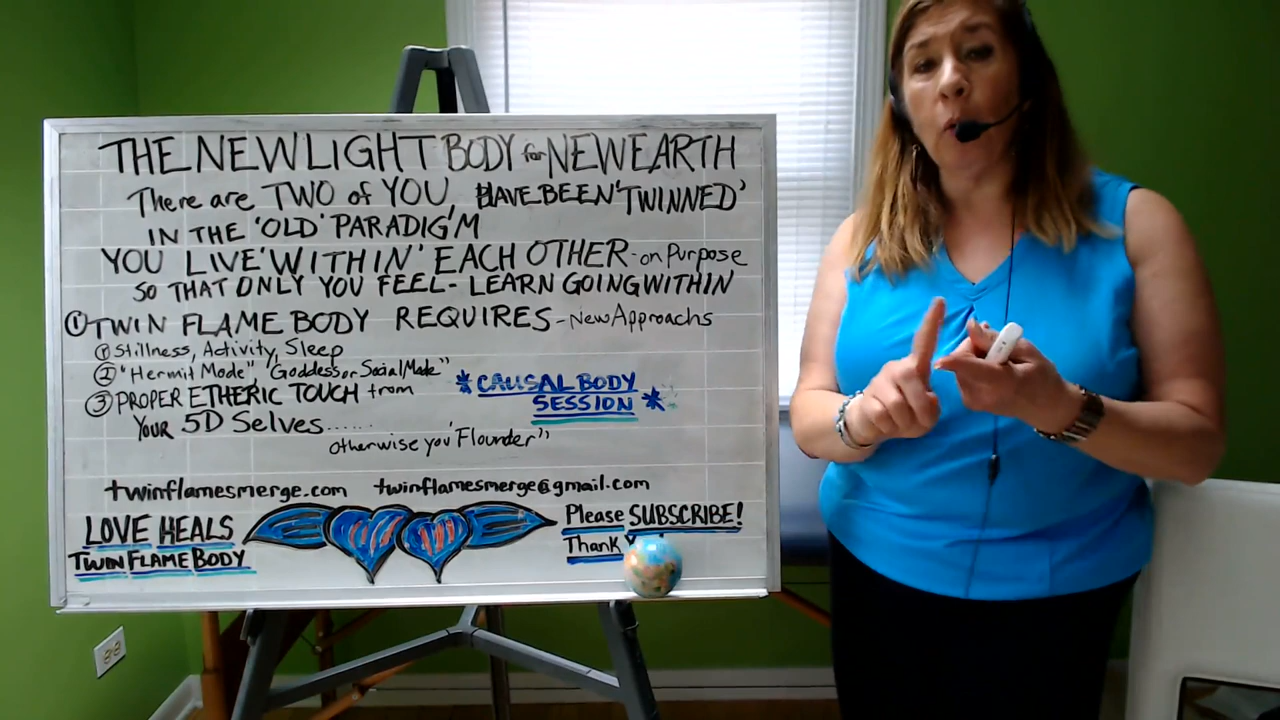 THE NEW LIGHT BODY for NEW EARTH
There are TWO of YOU, HAVE BEEN 'TWINNED'
IN THE 'OLD' PARADIG'M
YOU LIVE 'WITHIN' EACH OTHER - on Purpose
SO THAT ONLY YOU FEEL - LEARN GOING WITHIN
① TWIN FLAME BODY REQUIRES - New Approachs
① Stillness, Activity, Sleep
② "Hermit Mode" 'Goddess or Social Mode"
③ PROPER ETHERIC TOUCH from
YOUR 5D Selves......
otherwise you 'Flounder"
* CAUSAL BODY
SESSION *
twinflamesmerge.com twinflamesmerge@gmail.com
LOVE HEALS
TWIN FLAME BODY
Please SUBSCRIBE!
Thank